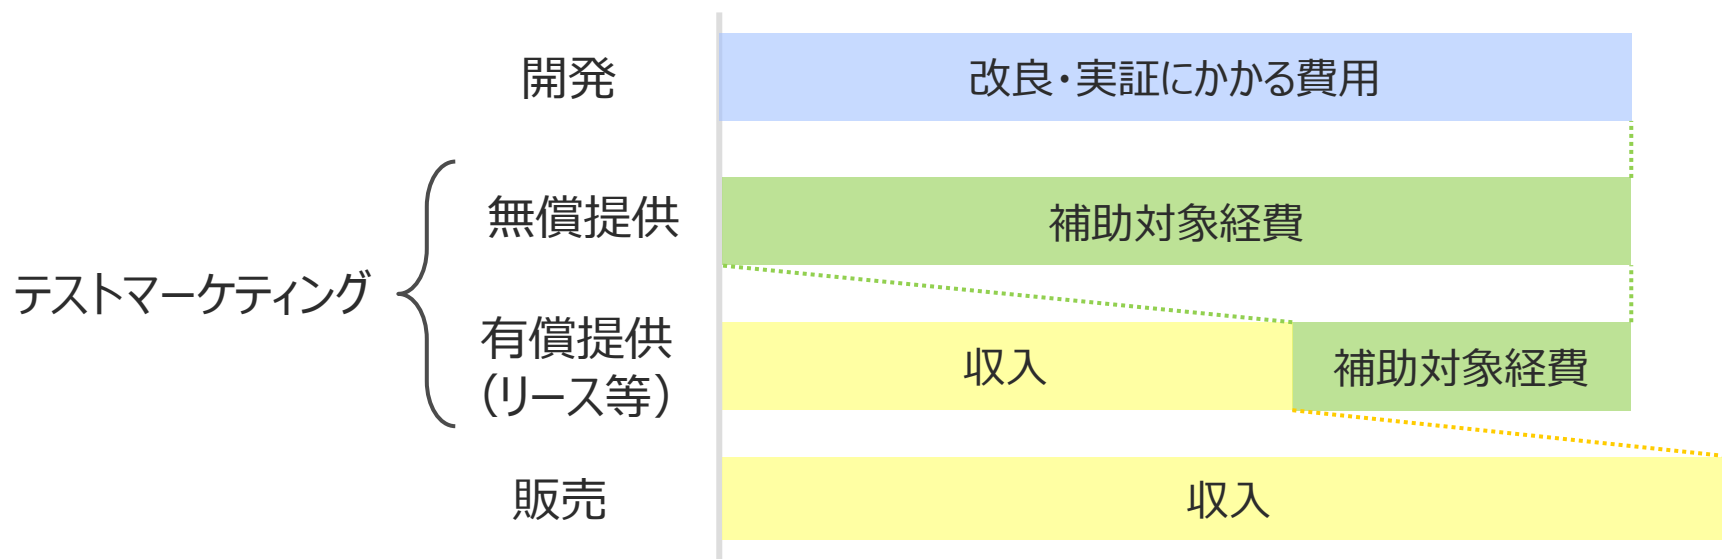 開発
改良・実証にかかる費用
無償提供
補助対象経費
テストマーケティング
有償提供
（リース等）
収入
補助対象経費
販売
収入